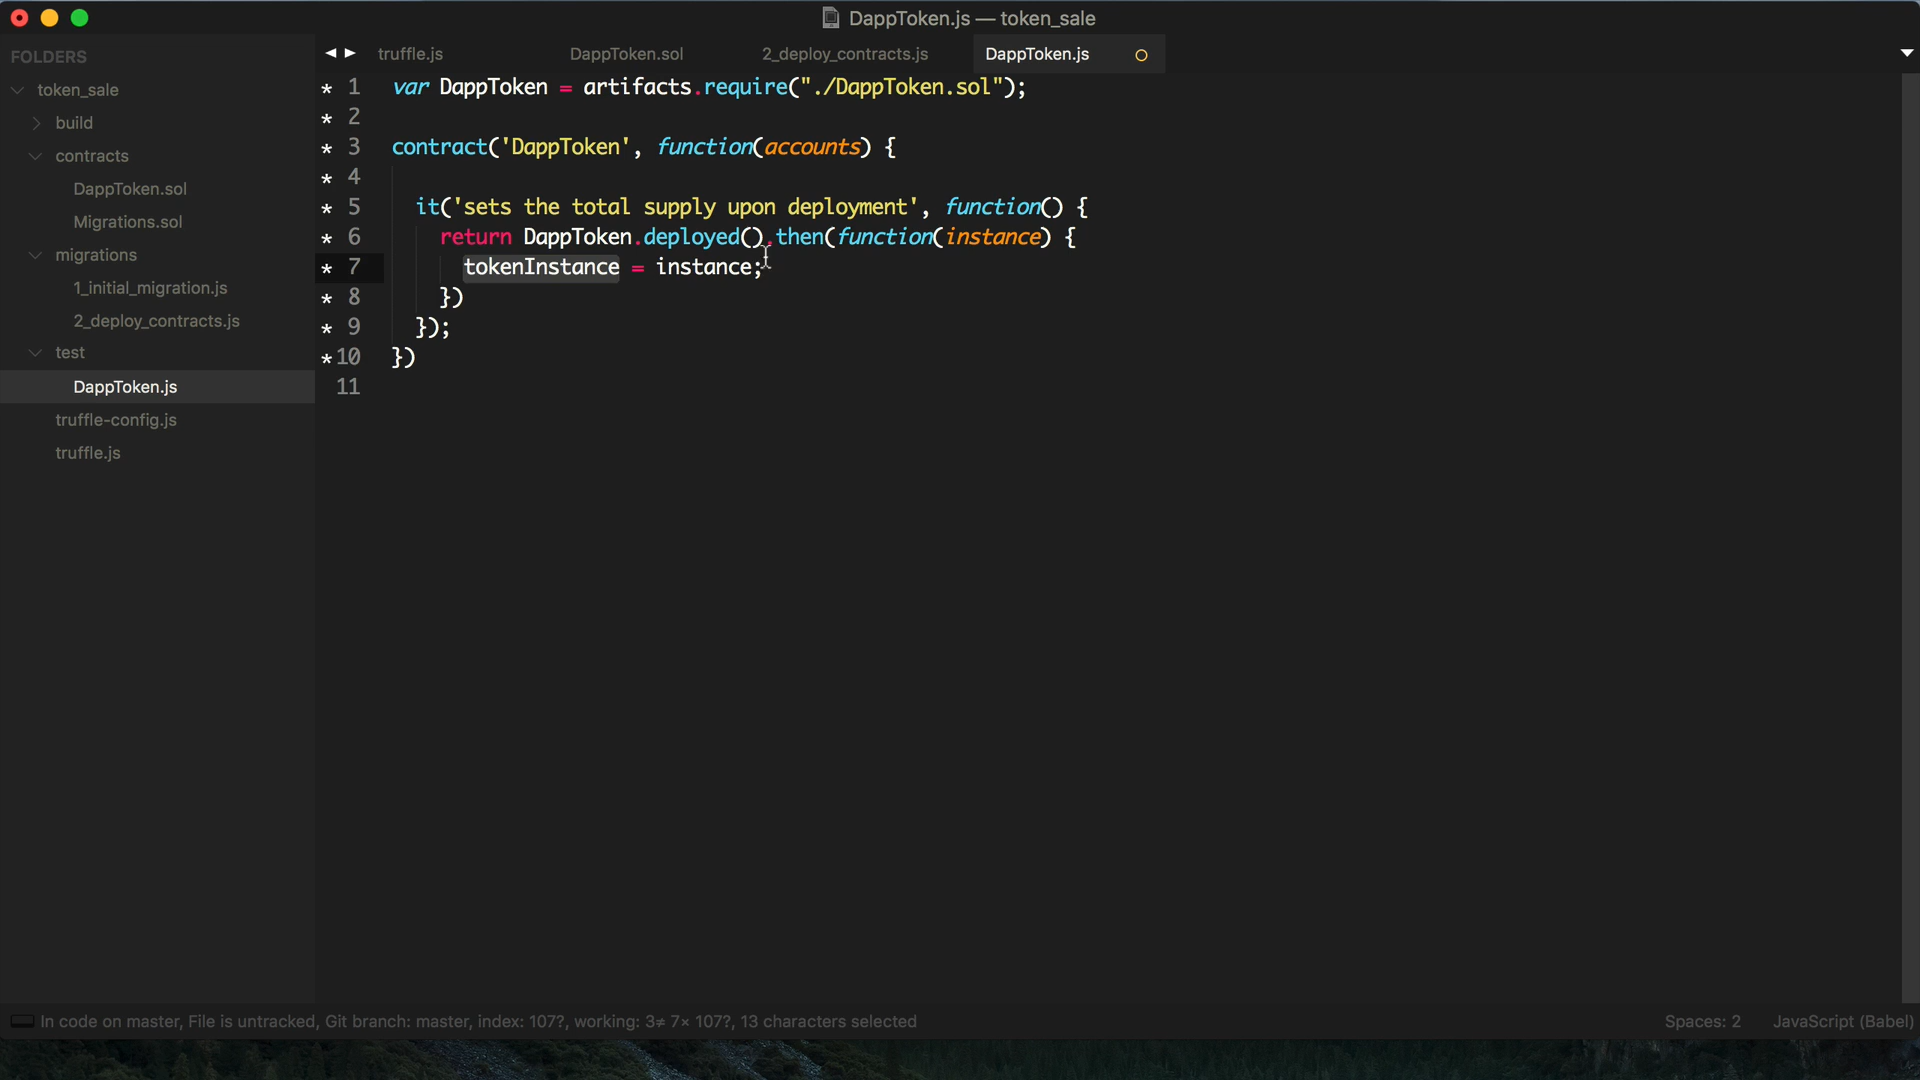 DappToken.js — token_sale
FOLDERS
token_sale
build
contracts
DappToken.sol
Migrations.sol
migrations
1_initial_migration.js
2_deploy_contracts.js
test
DappToken.js
truffle-config.js
truffle.js
truffle.js
DappToken.sol
2_deploy_contracts.js
DappToken.js
* 1 var DappToken = artifacts.require("./DappToken.sol");
* 2
* 3 contract('DappToken', function(accounts) {
* 4
* 5 it('sets the total supply upon deployment', function() {
* 6 return DappToken.deployed().then(function(instance) {
* 7 tokenInstance = instance;
* 8 })
* 9 });
*10 })
11
In code on master, File is untracked, Git branch: master, index: 107?, working: 3≠ 7× 107?, 13 characters selected
Spaces: 2
JavaScript (Babel)